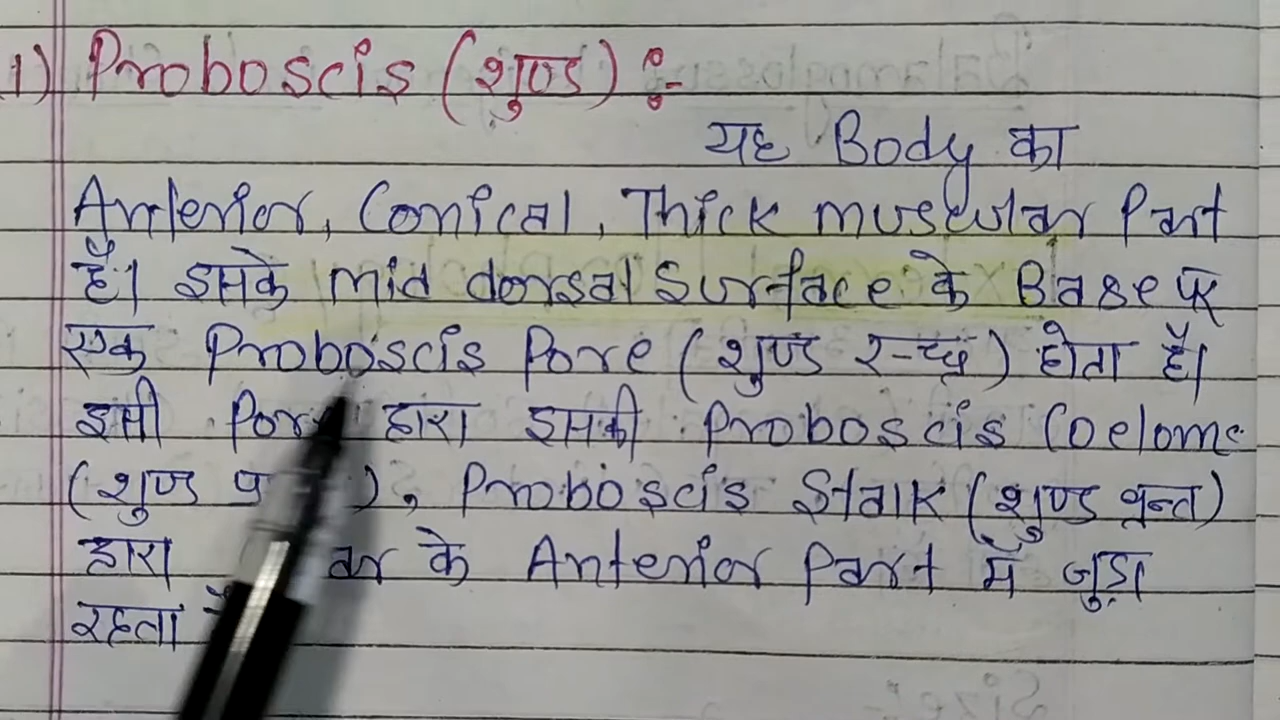 1) Proboscis (शुण्ड) :-
यह Body का
Anterior, Conical, Thick muscular Part
है। इसके mid dorsal Surface के Base पर
एक Proboscis Pore (शुण्ड रन्ध्र) होता है।
इसी Pore द्वारा इसकी Proboscis Coelome
(शुण्ड ), Proboscis Stalk (शुण्ड वृन्त)
द्वारा के Anterior Part में जुड़ा
रहता